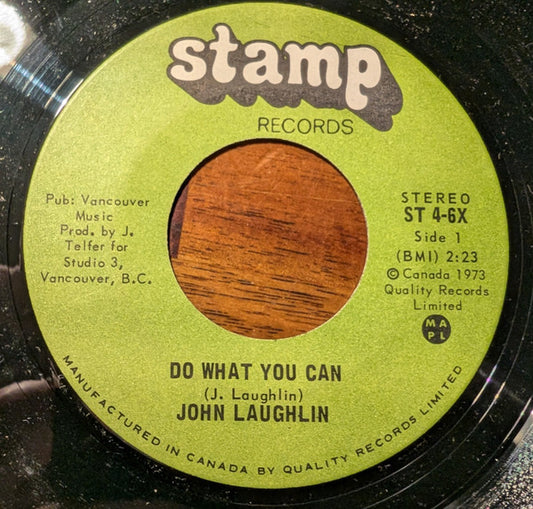 stamp
RECORDS
Pub: Vancouver
Music
Prod. by J.
Telfer for
Studio 3,
Vancouver, B.C.
STEREO
ST 4-6X
Side 1
(BMI) 2:23
© Canada 1973
Quality Records
Limited
MA
PL
DO WHAT YOU CAN
(J. Laughlin)
JOHN LAUGHLIN
MANUFACTURED IN CANADA BY QUALITY RECORDS LIMITED